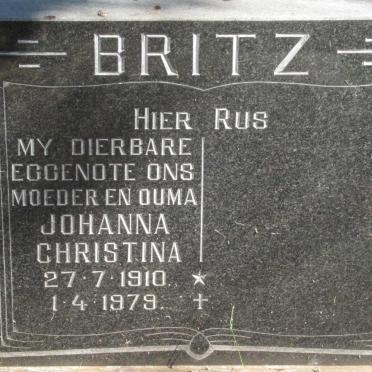 BRITZ
HIER RUS
MY DIERBARE
EGGENOTE ONS
MOEDER EN OUMA
JOHANNA
CHRISTINA
27·7·1910 ★
1·4·1979 †